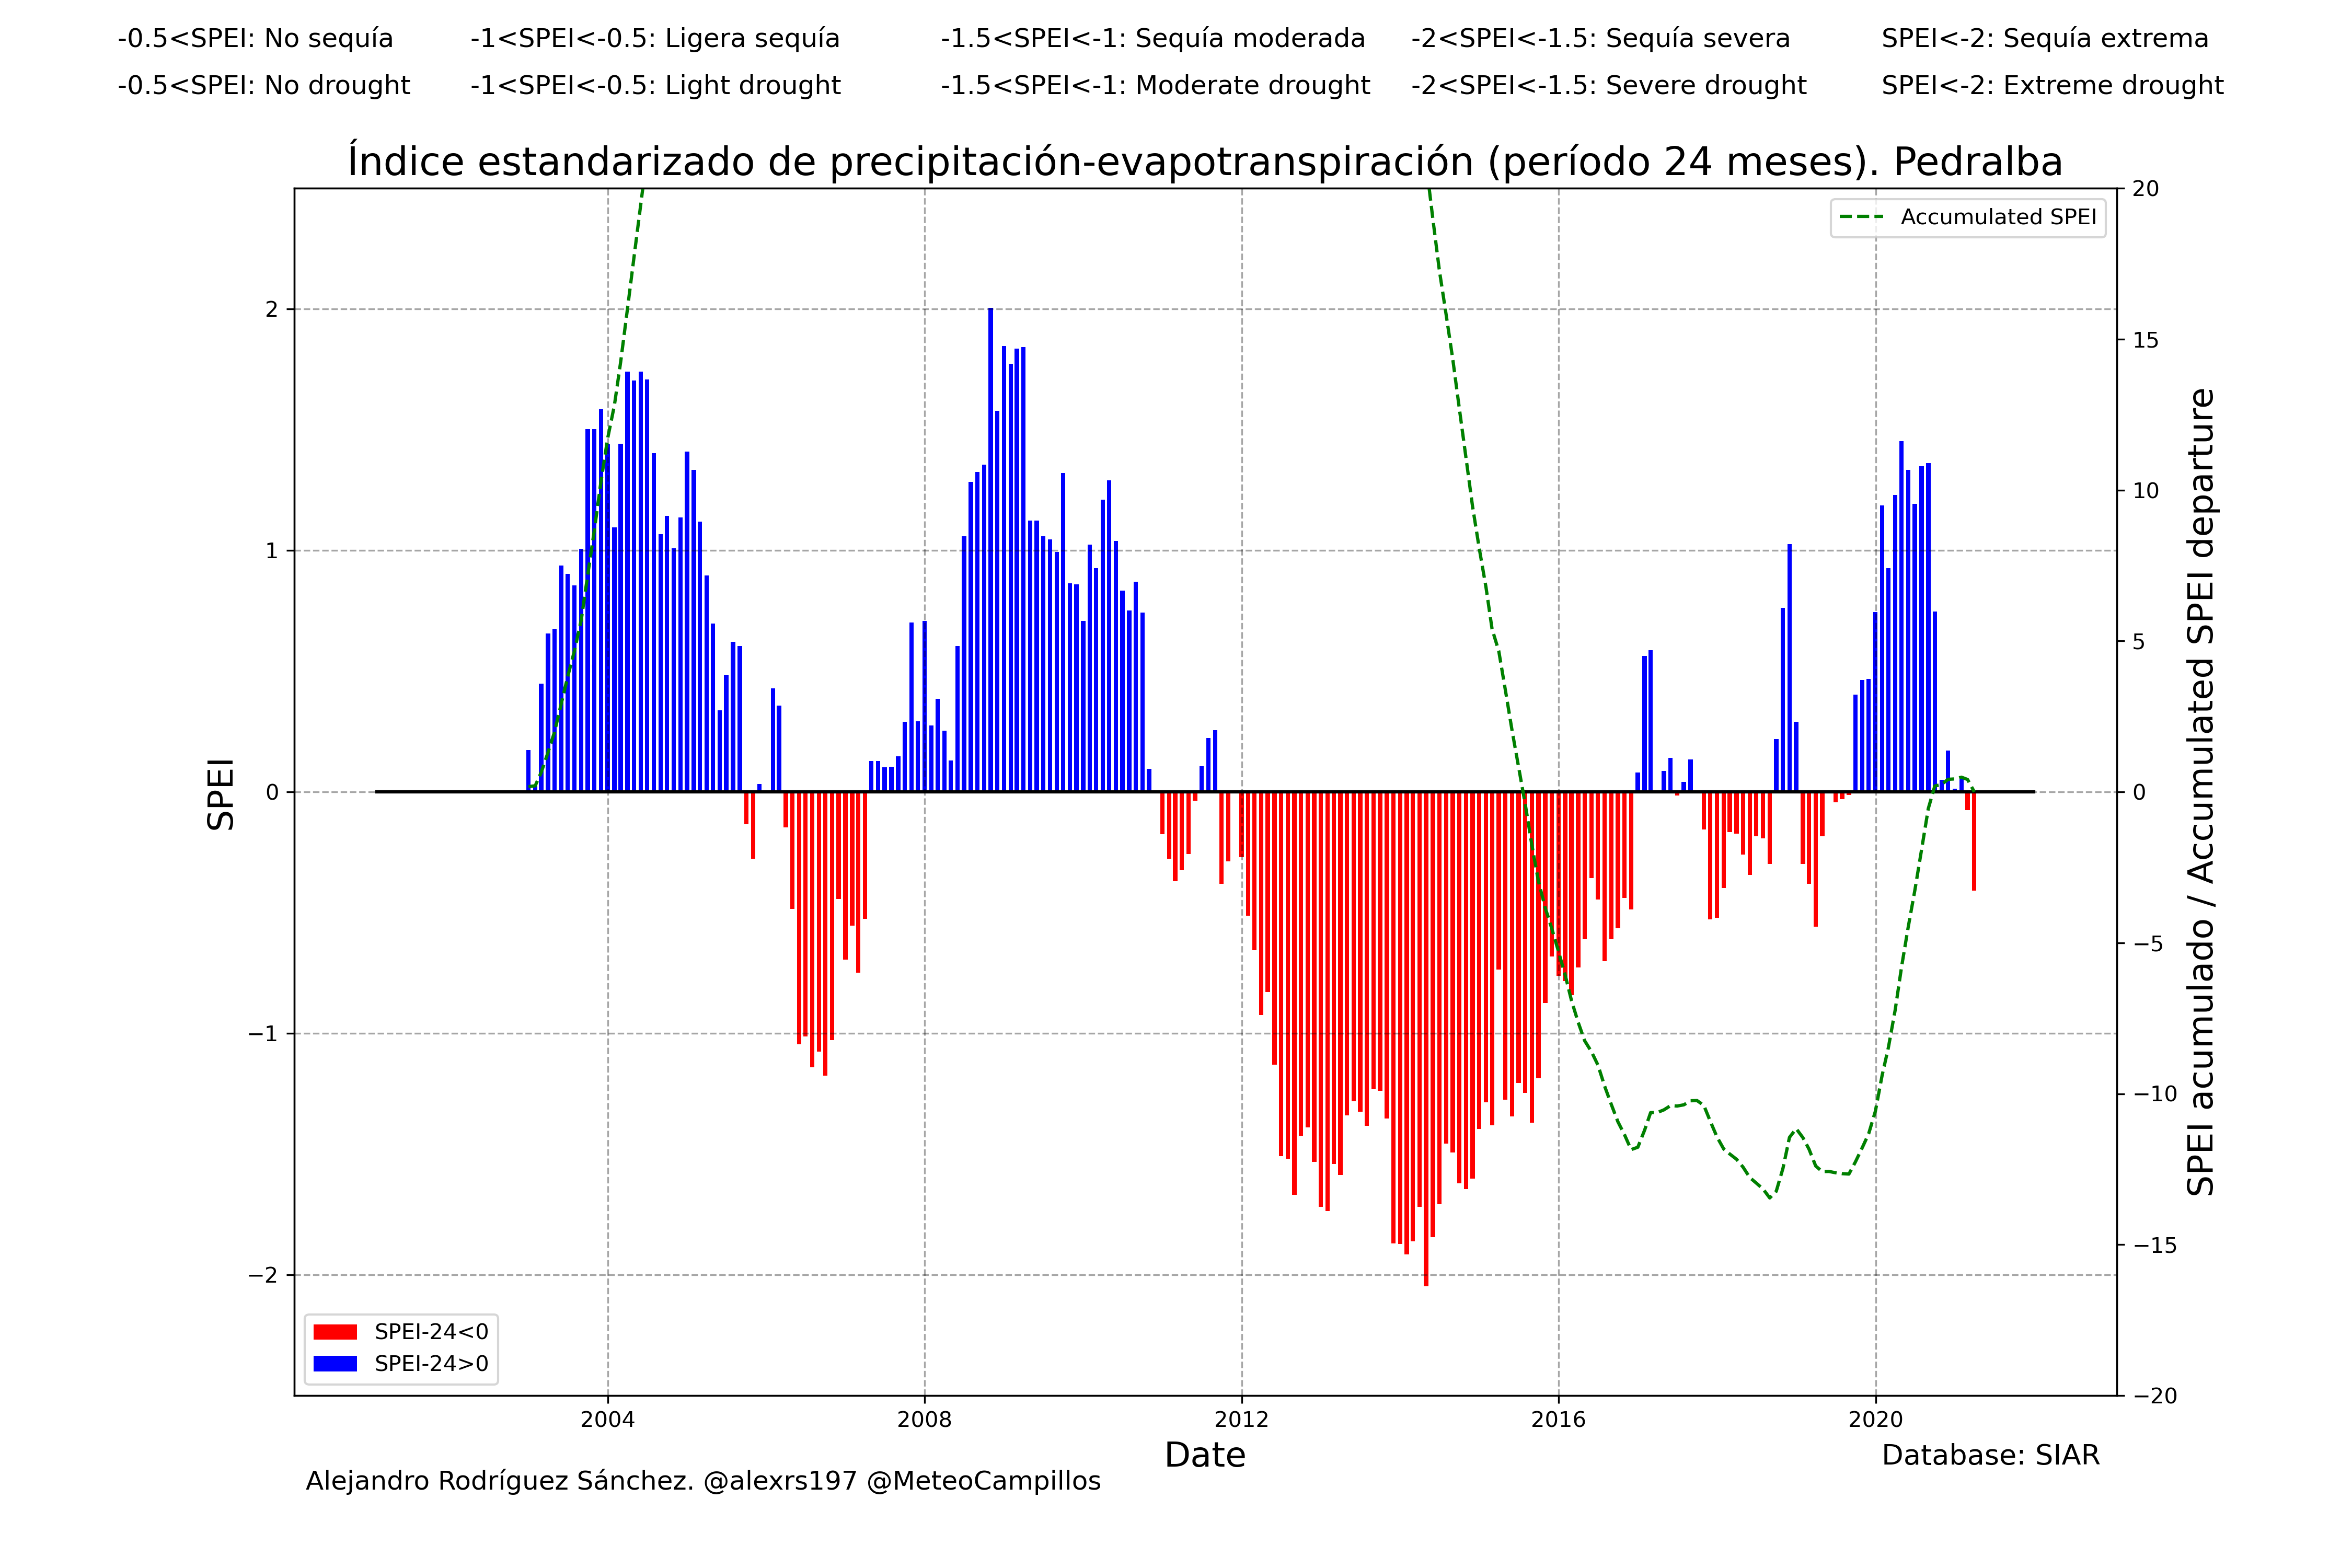 -0.5<SPEI: No sequía -1<SPEI<-0.5: Ligera sequía -1.5<SPEI<-1: Sequía moderada -2<SPEI<-1.5: Sequía severa SPEI<-2: Sequía extrema
-0.5<SPEI: No drought -1<SPEI<-0.5: Light drought -1.5<SPEI<-1: Moderate drought -2<SPEI<-1.5: Severe drought SPEI<-2: Extreme drought
Índice estandarizado de precipitación-evapotranspiración (período 24 meses). Pedralba
Accumulated SPEI
2
1
0
−1
−2
SPEI
20
15
10
5
0
−5
−10
−15
−20
SPEI acumulado / Accumulated SPEI departure
SPEI-24<0
SPEI-24>0
2004 2008 2012 2016 2020
Date
Database: SIAR
Alejandro Rodríguez Sánchez. @alexrs197 @MeteoCampillos